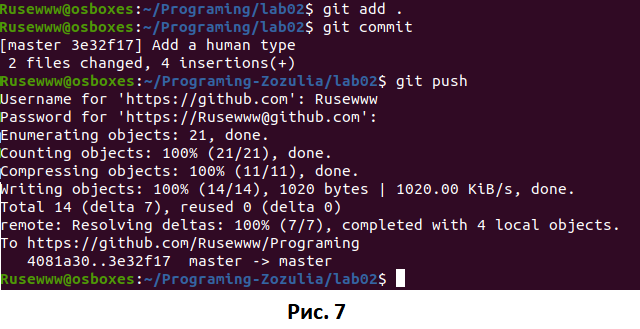 Rusewww@osboxes:~/Programing/lab02$ git add .
Rusewww@osboxes:~/Programing/lab02$ git commit
[master 3e32f17] Add a human type
 2 files changed, 4 insertions(+)
Rusewww@osboxes:~/Programing-Zozulia/lab02$ git push
Username for 'https://github.com': Rusewww
Password for 'https://Rusewww@github.com':
Enumerating objects: 21, done.
Counting objects: 100% (21/21), done.
Compressing objects: 100% (11/11), done.
Writing objects: 100% (14/14), 1020 bytes | 1020.00 KiB/s, done.
Total 14 (delta 7), reused 0 (delta 0)
remote: Resolving deltas: 100% (7/7), completed with 4 local objects.
To https://github.com/Rusewww/Programing
   4081a30..3e32f17  master -> master
Rusewww@osboxes:~/Programing-Zozulia/lab02$
Рис. 7